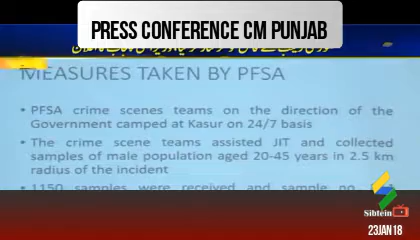 PRESS CONFERENCE CM PUNJAB
MEASURES TAKEN BY PFSA
• PFSA crime scenes teams on the direction of the
Government camped at Kasur on 24/7 basis
• The crime scene teams assisted JIT and collected
samples of male population aged 20-45 years in 2.5 km
radius of the incident
• 1150 samples were received and sample no.
Sibtein
23JAN18